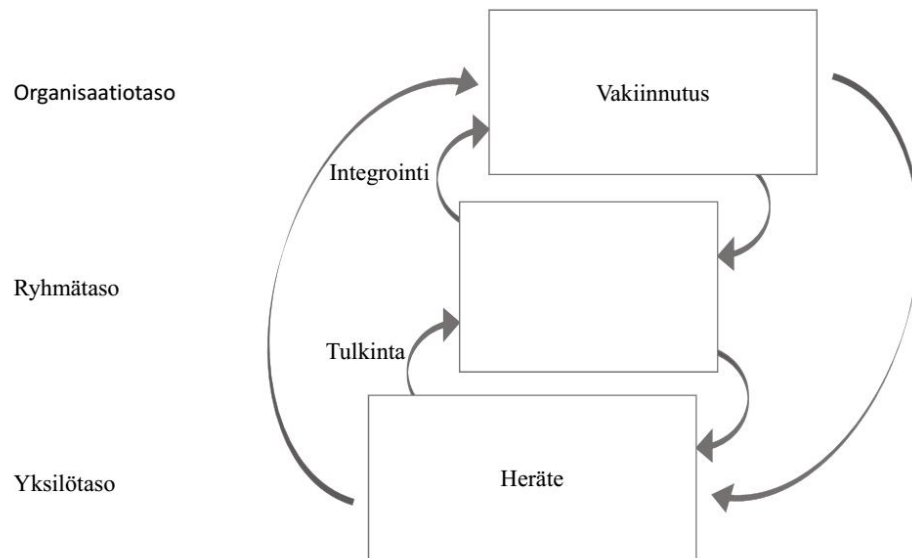 Organisaatiotaso
Vakiinnutus
Integrointi
Ryhmätaso
Tulkinta
Yksilötaso
Heräte